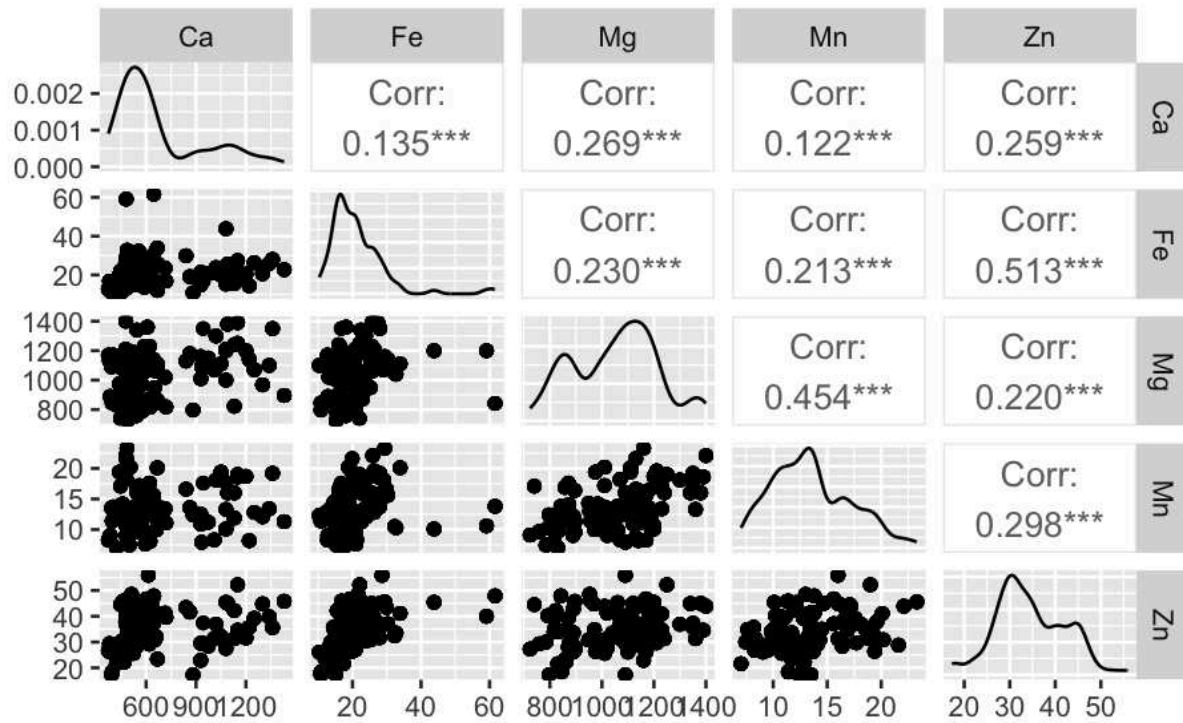 Ca Fe Mg Mn Zn
0.002
0.001
0.000
Corr:
0.135***
Corr:
0.269***
Corr:
0.122***
Corr:
0.259***
Ca
60
40
20
Corr:
0.230***
Corr:
0.213***
Corr:
0.513***
Fe
1400
1200
1000
800
Corr:
0.454***
Corr:
0.220***
Mg
20
15
10
Corr:
0.298***
Mn
50
40
30
20
Zn
600 900 1200 20 40 60 800 1000 1200 1400 10 15 20 20 30 40 50